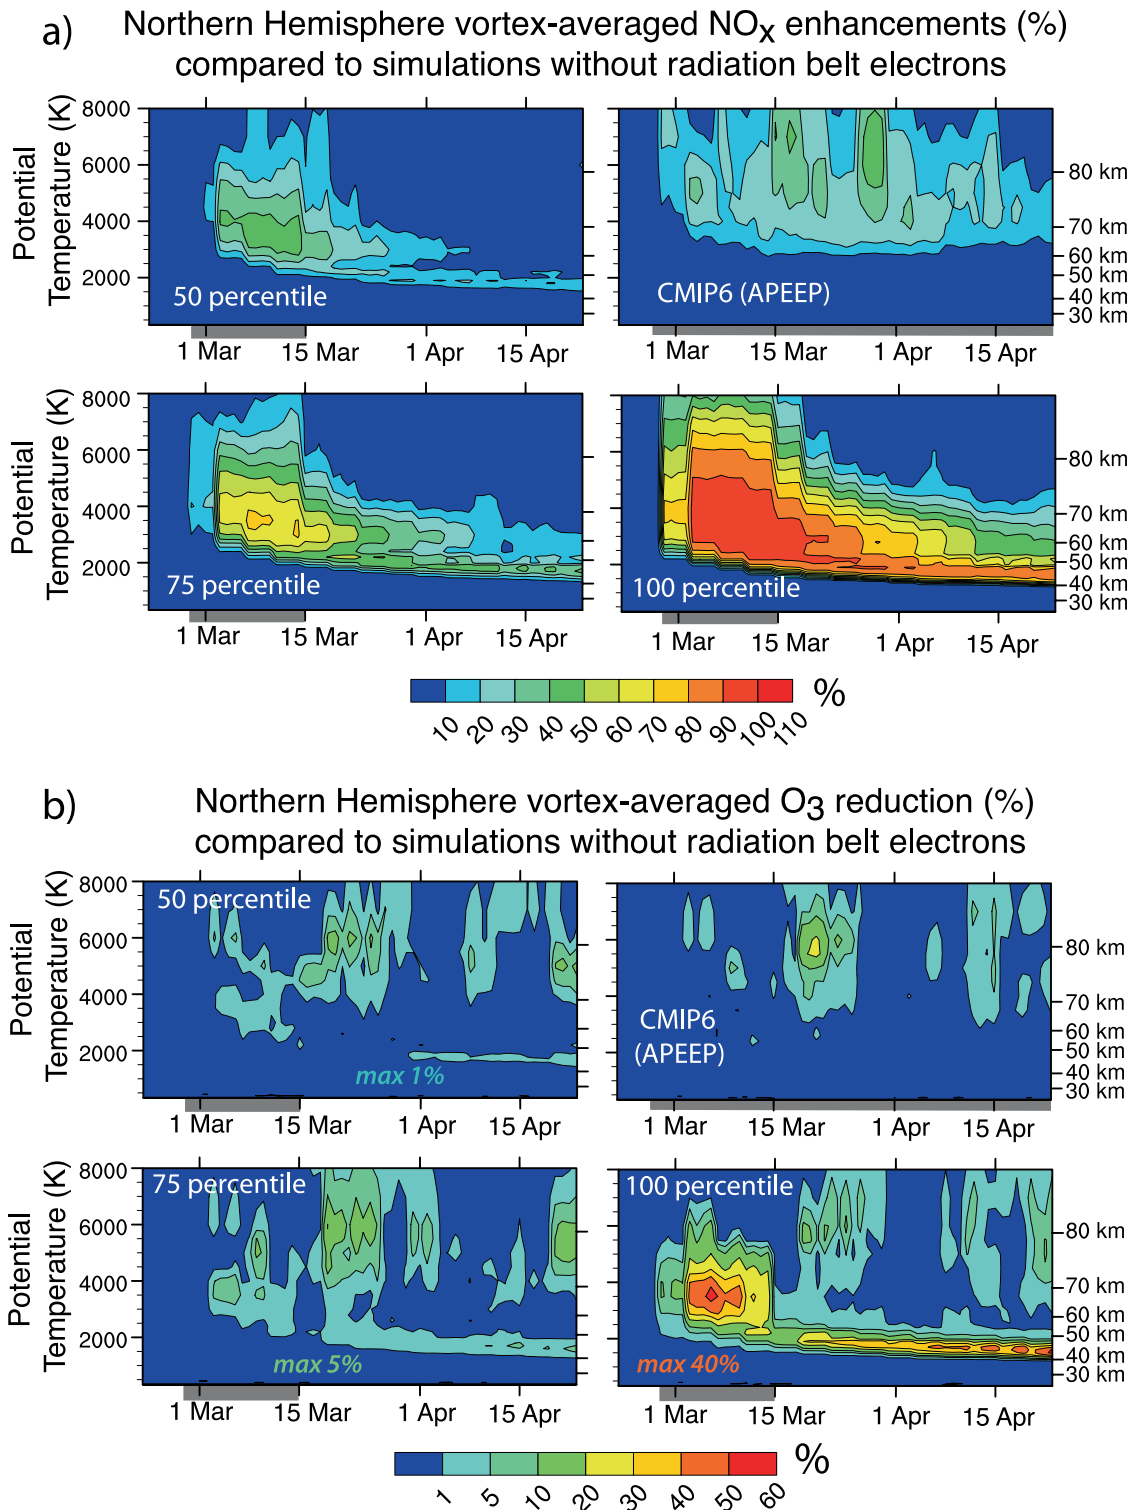 a) Northern Hemisphere vortex-averaged NOX enhancements (%)
compared to simulations without radiation belt electrons
Potential
Temperature (K)
8000
6000
4000
2000
50 percentile
1 Mar 15 Mar 1 Apr 15 Apr
CMIP6 (APEEP)
80 km
70 km
60 km
50 km
40 km
30 km
1 Mar 15 Mar 1 Apr 15 Apr
Potential
Temperature (K)
8000
6000
4000
2000
75 percentile
1 Mar 15 Mar 1 Apr 15 Apr
100 percentile
80 km
70 km
60 km
50 km
40 km
30 km
1 Mar 15 Mar 1 Apr 15 Apr
10 20 30 40 50 60 70 80 90 100 110 %
b) Northern Hemisphere vortex-averaged O3 reduction (%)
compared to simulations without radiation belt electrons
Potential
Temperature (K)
8000
6000
4000
2000
50 percentile
max 1%
1 Mar 15 Mar 1 Apr 15 Apr
CMIP6
(APEEP)
80 km
70 km
60 km
50 km
40 km
30 km
1 Mar 15 Mar 1 Apr 15 Apr
Potential
Temperature (K)
8000
6000
4000
2000
75 percentile
max 5%
1 Mar 15 Mar 1 Apr 15 Apr
100 percentile
max 40%
80 km
70 km
60 km
50 km
40 km
30 km
1 Mar 15 Mar 1 Apr 15 Apr
1 5 10 20 30 40 50 60 %